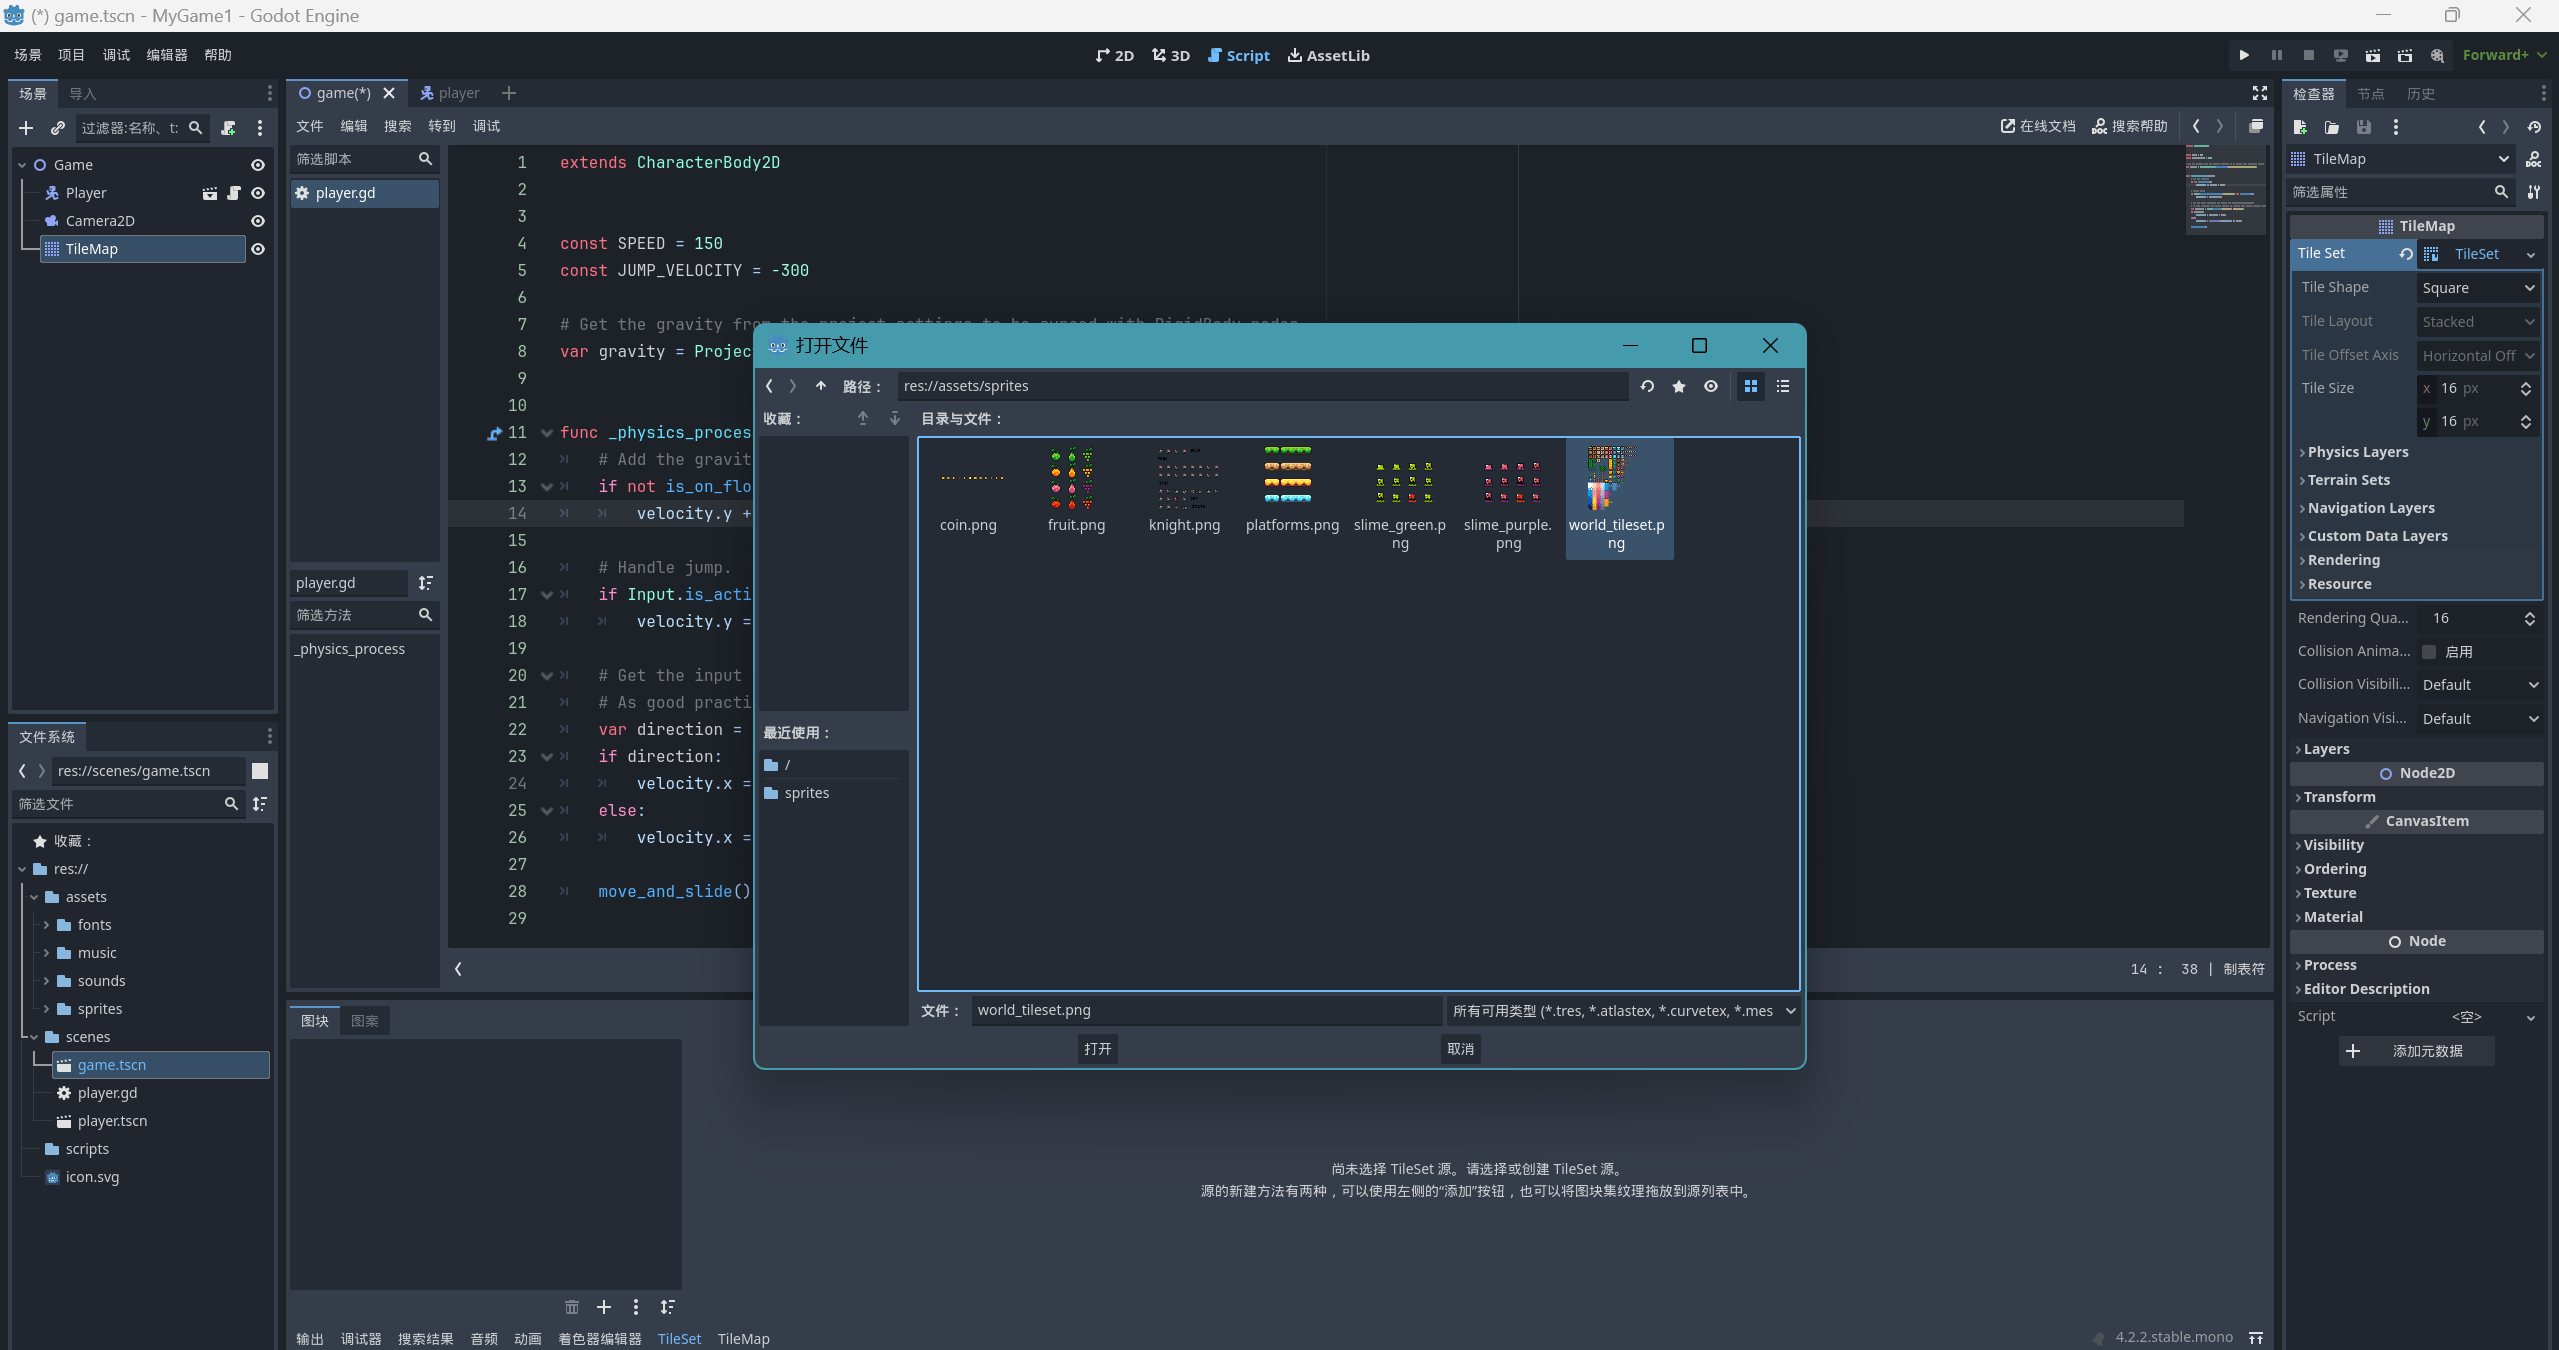 (*) game.tscn - MyGame1 - Godot Engine
场景 项目 调试 编辑器 帮助
2D 3D Script AssetLib
Forward+
场景 导入
过滤器:名称、t:
Game
Player
Camera2D
TileMap
文件系统
res://scenes/game.tscn
筛选文件
收藏：
res://
assets
fonts
music
sounds
sprites
scenes
game.tscn
player.gd
player.tscn
scripts
icon.svg
game(*) player
文件 编辑 搜索 转到 调试
在线文档 搜索帮助
筛选脚本
player.gd
player.gd
筛选方法
_physics_process
1 extends CharacterBody2D
2
3
4 const SPEED = 150
5 const JUMP_VELOCITY = -300
6
7 # Get the gravity from the project settings to be synced with RigidBody nodes.
8 var gravity = Projec
9
10
11 func _physics_proces
12 # Add the gravit
13 if not is_on_flo
14 velocity.y +
15
16 # Handle jump.
17 if Input.is_acti
18 velocity.y =
19
20 # Get the input
21 # As good practi
22 var direction =
23 if direction:
24 velocity.x =
25 else:
26 velocity.x =
27
28 move_and_slide()
29
14 : 38 | 制表符
打开文件
路径： res://assets/sprites
收藏：
目录与文件：
coin.png
fruit.png
knight.png
platforms.png
slime_green.p
ng
slime_purple.
png
world_tileset.p
ng
最近使用：
/
sprites
文件： world_tileset.png 所有可用类型 (*.tres, *.atlastex, *.curvetex, *.mes
打开 取消
图块 图案
尚未选择 TileSet 源。请选择或创建 TileSet 源。
源的新建方法有两种，可以使用左侧的“添加”按钮，也可以将图块集纹理拖放到源列表中。
输出 调试器 搜索结果 音频 动画 着色器编辑器 TileSet TileMap
4.2.2.stable.mono
检查器 节点 历史
TileMap
筛选属性
TileMap
Tile Set TileSet
Tile Shape Square
Tile Layout Stacked
Tile Offset Axis Horizontal Off
Tile Size x 16 px
y 16 px
Physics Layers
Terrain Sets
Navigation Layers
Custom Data Layers
Rendering
Resource
Rendering Qua... 16
Collision Anima... 启用
Collision Visibili... Default
Navigation Visi... Default
Layers
Node2D
Transform
CanvasItem
Visibility
Ordering
Texture
Material
Node
Process
Editor Description
Script <空>
添加元数据